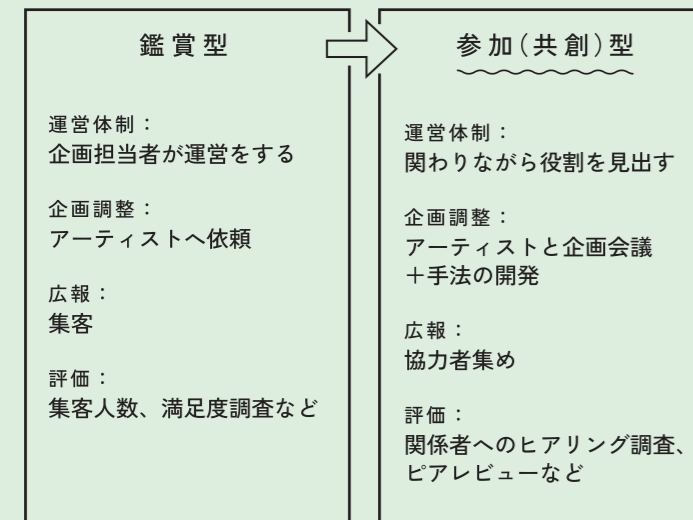 鑑賞型
運営体制：
企画担当者が運営をする
企画調整：
アーティストへ依頼
広報：
集客
評価：
集客人数、満足度調査など
参加（共創）型
運営体制：
関わりながら役割を見出す
企画調整：
アーティストと企画会議
＋手法の開発
広報：
協力者集め
評価：
関係者へのヒアリング調査、
ピアレビューなど